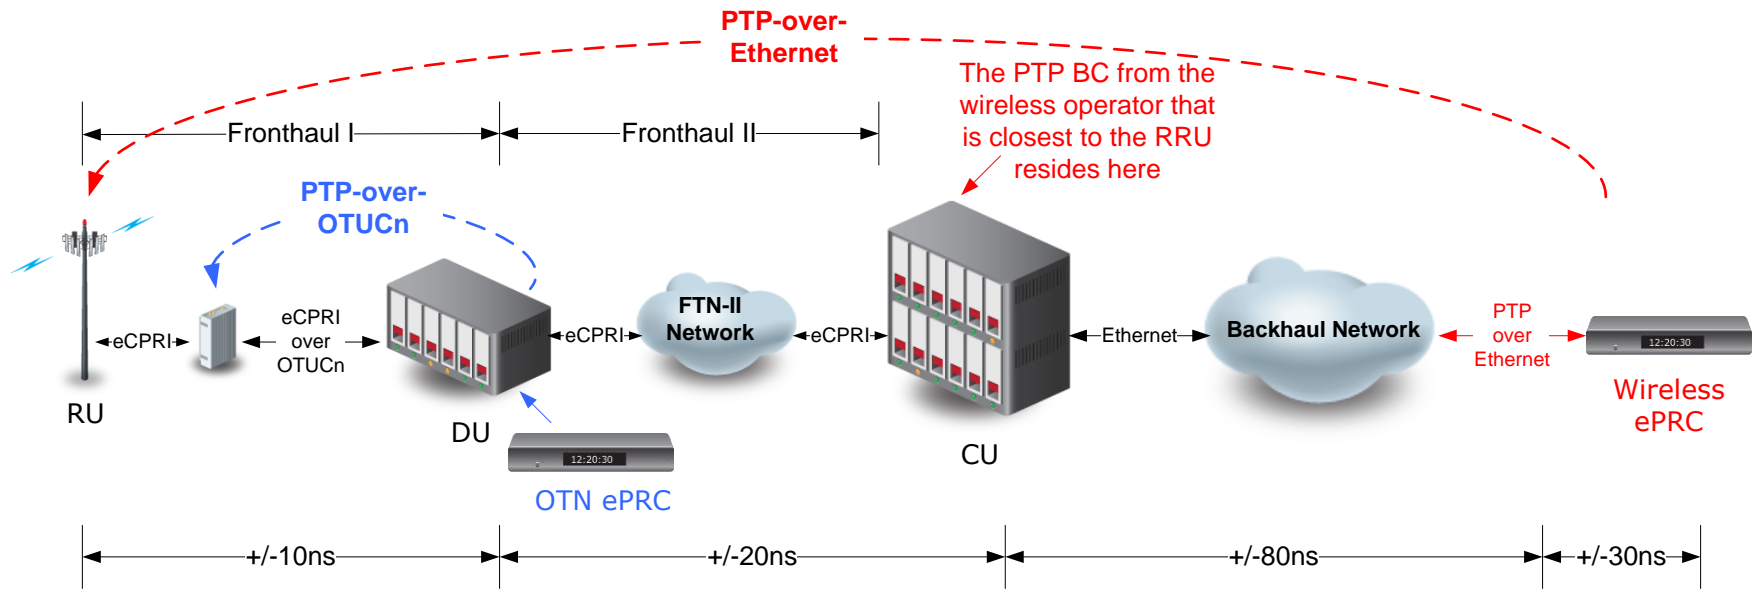 PTP-over-
Ethernet
The PTP BC from the
wireless operator that
is closest to the RRU
resides here
Fronthaul I
Fronthaul II
PTP-over-
OTUCn
eCPRI
eCPRI
over
OTUCn
eCPRI
FTN-II
Network
eCPRI
Ethernet
Backhaul Network
PTP
over
Ethernet
12:20:30
RU
DU
CU
Wireless
ePRC
12:20:30
OTN ePRC
+/-10ns
+/-20ns
+/-80ns
+/-30ns